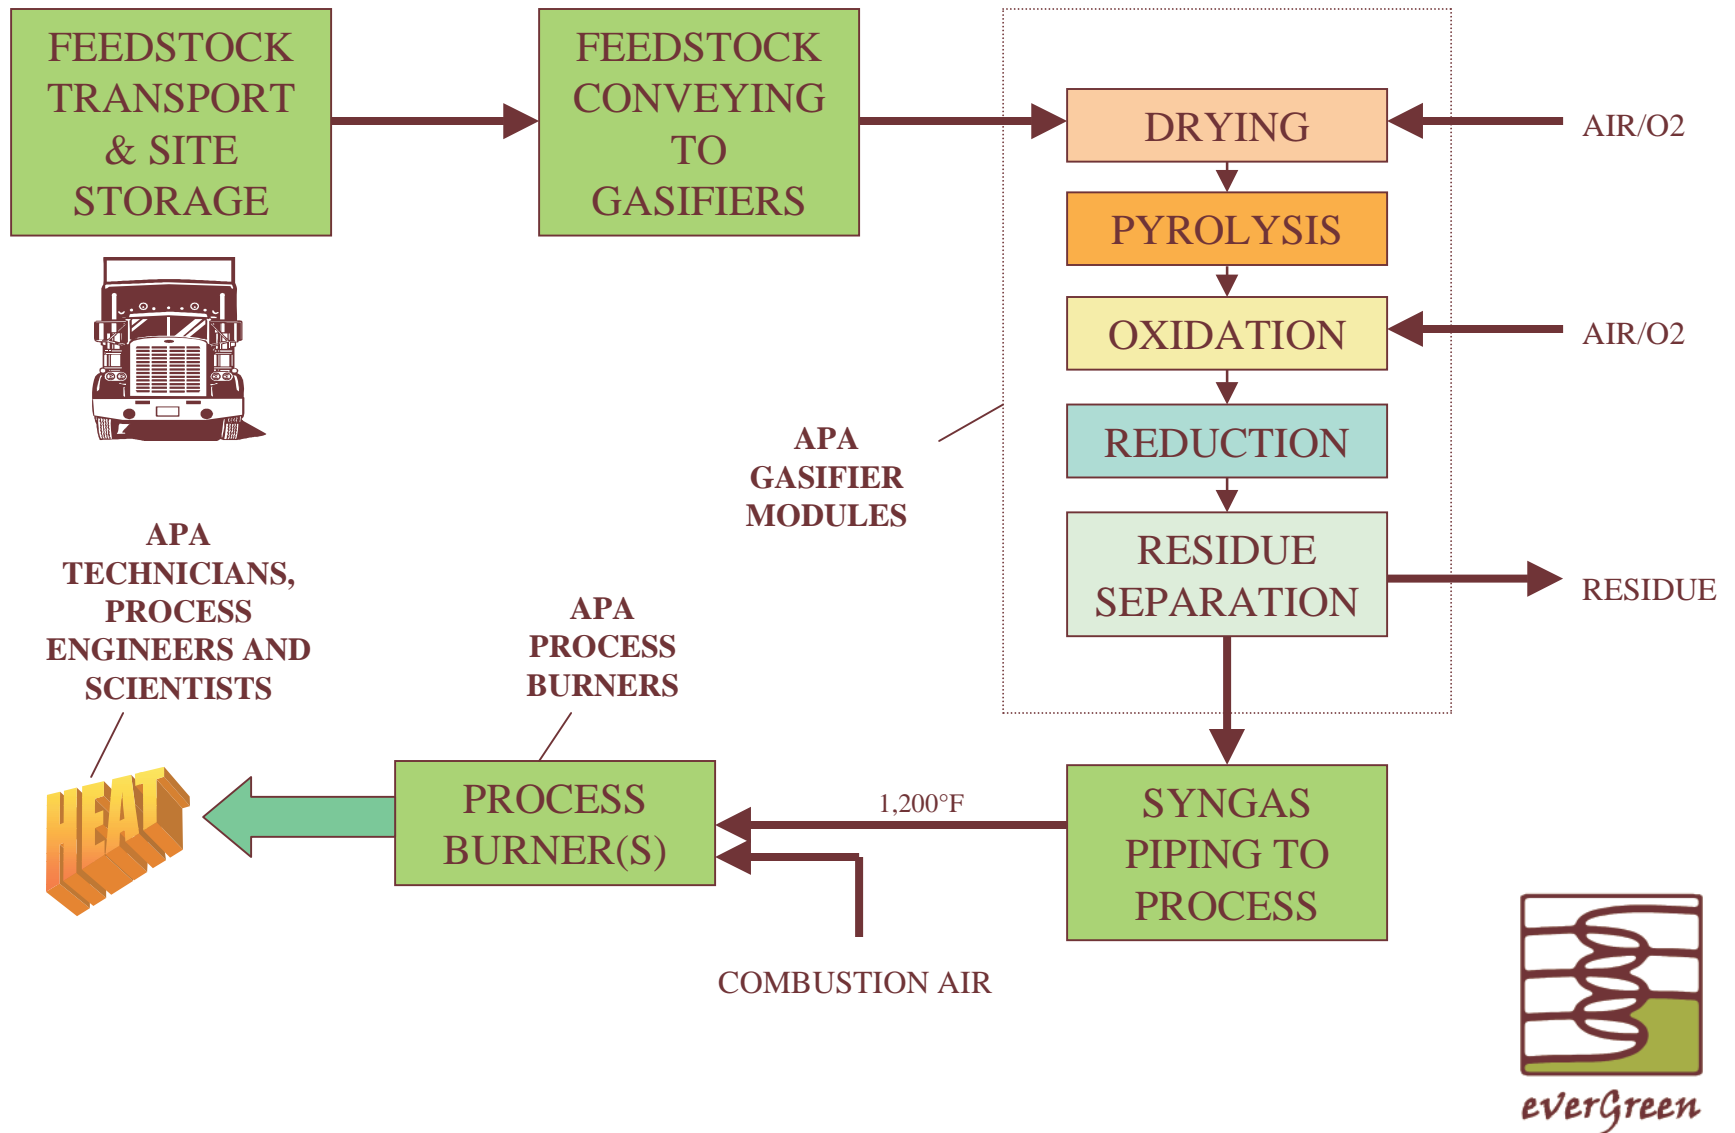 FEEDSTOCK
TRANSPORT
& SITE
STORAGE
FEEDSTOCK
CONVEYING
TO
GASIFIERS
DRYING
AIR/O2
PYROLYSIS
OXIDATION
AIR/O2
REDUCTION
APA
GASIFIER
MODULES
RESIDUE
SEPARATION
RESIDUE
APA
TECHNICIANS,
PROCESS
ENGINEERS AND
SCIENTISTS
APA
PROCESS
BURNERS
HEAT
PROCESS
BURNER(S)
1,200°F
SYNGAS
PIPING TO
PROCESS
COMBUSTION AIR
everGreen